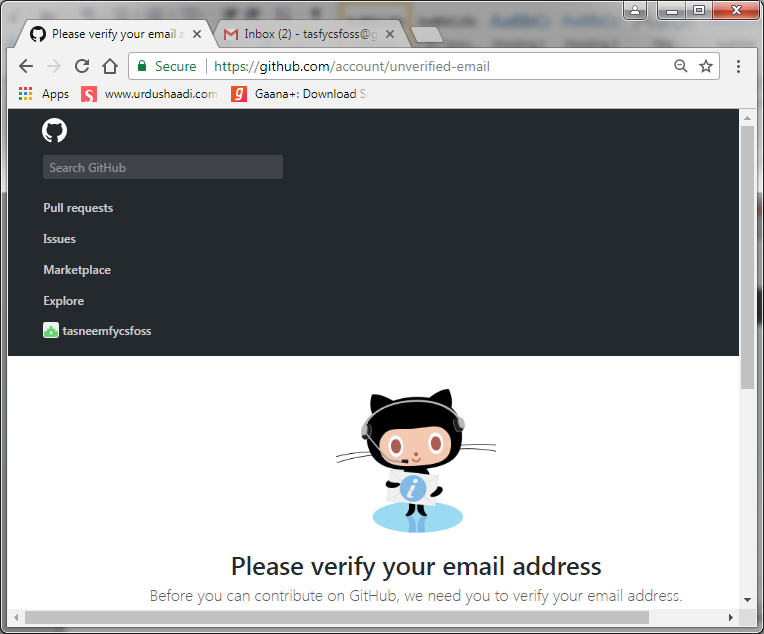 Please verify your email a
Inbox (2) - tasfycsfoss@g
Secure
https://github.com/account/unverified-email
Apps
www.urdushaadi.com
Gaana+: Download
Search GitHub
Pull requests
Issues
Marketplace
Explore
tasneemfycsfoss
Please verify your email address
Before you can contribute on GitHub, we need you to verify your email address.